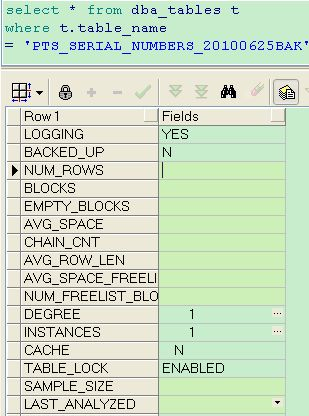 select * from dba_tables t
where t.table_name
= 'PTS_SERIAL_NUMBERS_20100625BAK'
Row 1 Fields
LOGGING YES
BACKED_UP N
NUM_ROWS
BLOCKS
EMPTY_BLOCKS
AVG_SPACE
CHAIN_CNT
AVG_ROW_LEN
AVG_SPACE_FREELI
NUM_FREELIST_BLO
DEGREE 1
INSTANCES 1
CACHE N
TABLE_LOCK ENABLED
SAMPLE_SIZE
LAST_ANALYZED